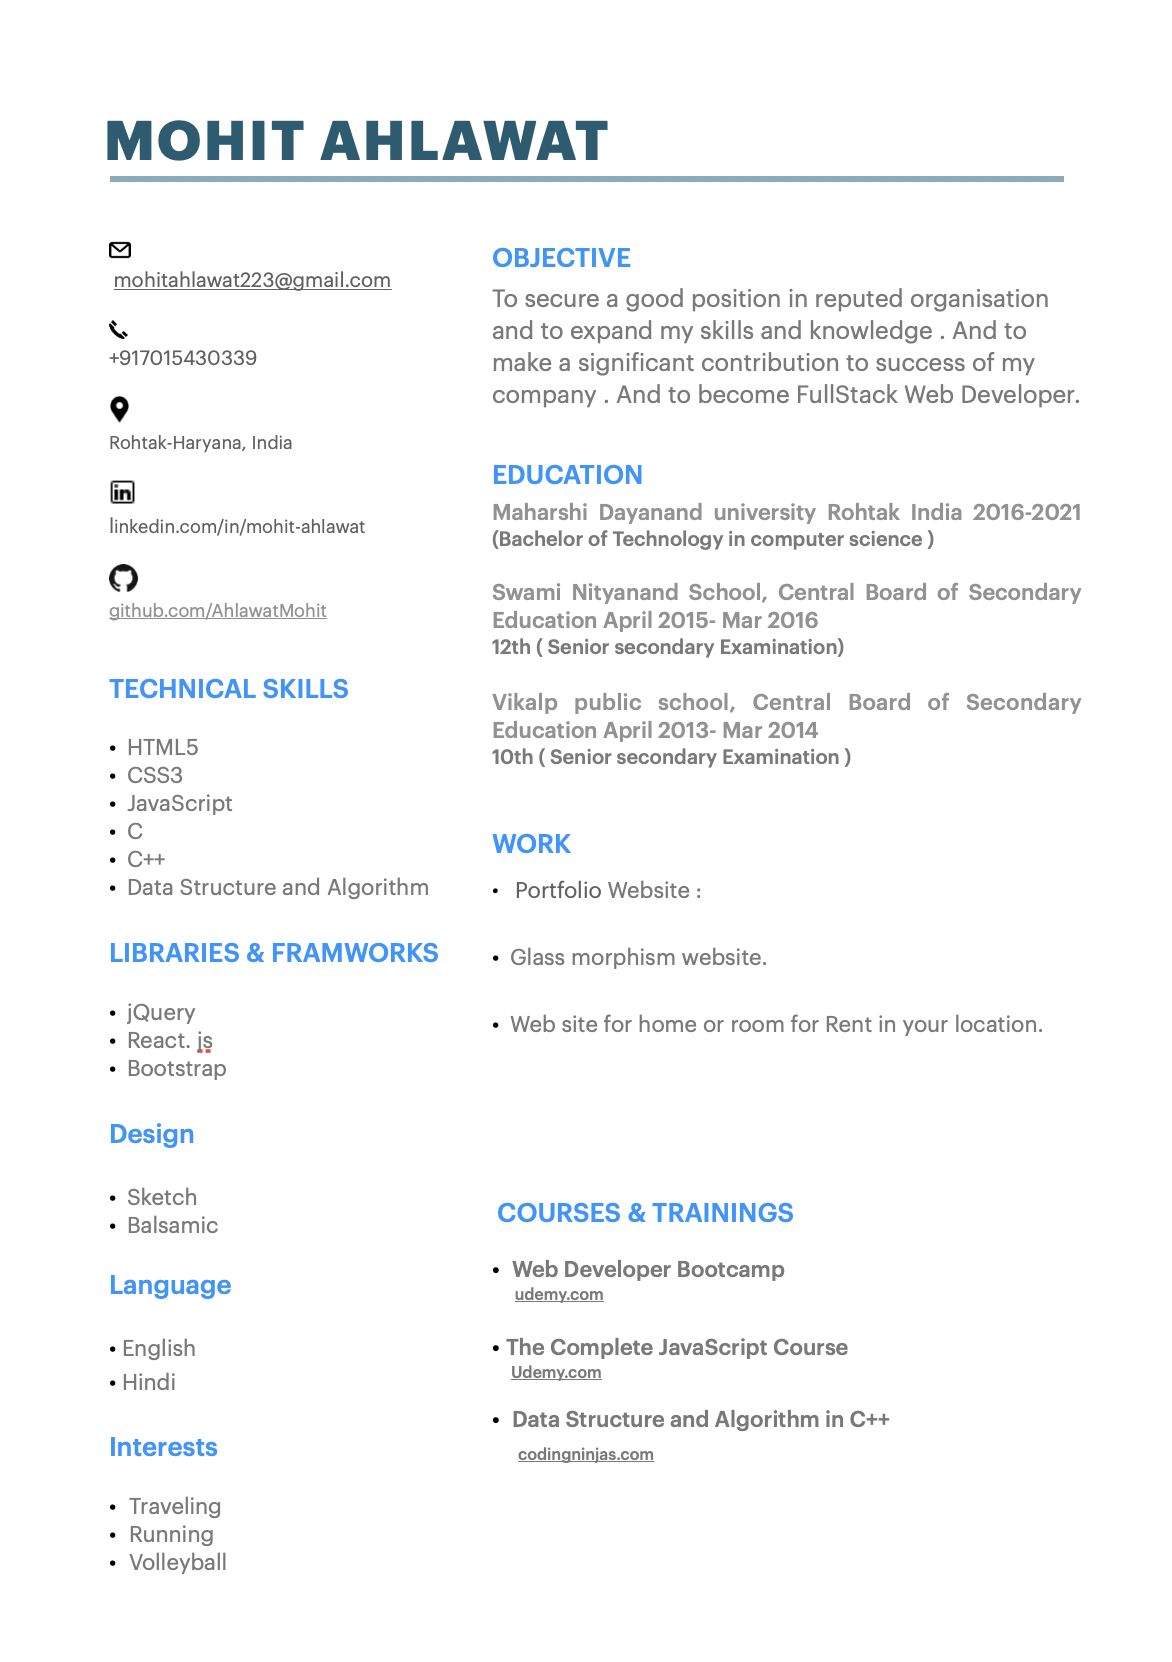 MOHIT AHLAWAT
mohitahlawat223@gmail.com
+917015430339
Rohtak-Haryana, India
linkedin.com/in/mohit-ahlawat
github.com/AhlawatMohit
TECHNICAL SKILLS
• HTML5
• CSS3
• JavaScript
• C
• C++
• Data Structure and Algorithm
LIBRARIES & FRAMWORKS
• jQuery
• React. js
• Bootstrap
Design
• Sketch
• Balsamic
Language
• English
• Hindi
Interests
• Traveling
• Running
• Volleyball
OBJECTIVE
To secure a good position in reputed organisation
and to expand my skills and knowledge . And to
make a significant contribution to success of my
company . And to become FullStack Web Developer.
EDUCATION
Maharshi Dayanand university Rohtak India 2016-2021
(Bachelor of Technology in computer science )
Swami Nityanand School, Central Board of Secondary
Education April 2015- Mar 2016
12th ( Senior secondary Examination)
Vikalp public school, Central Board of Secondary
Education April 2013- Mar 2014
10th ( Senior secondary Examination )
WORK
• Portfolio Website :
• Glass morphism website.
• Web site for home or room for Rent in your location.
COURSES & TRAININGS
• Web Developer Bootcamp
udemy.com
• The Complete JavaScript Course
Udemy.com
• Data Structure and Algorithm in C++
codingninjas.com